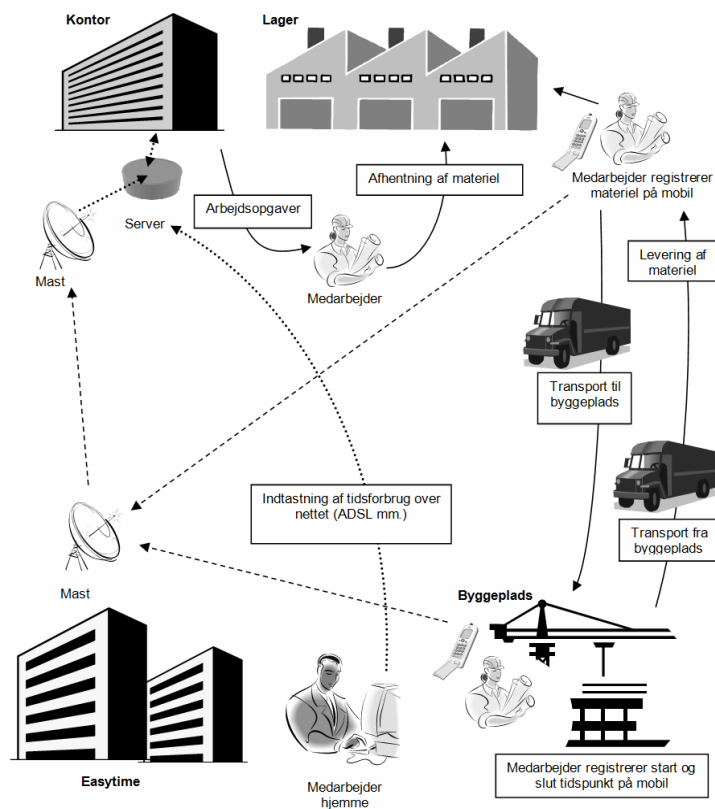 Kontor
Lager
Medarbejder registrerer
materiel på mobil
Afhentning af materiel
Arbejdsopgaver
Server
Mast
Medarbejder
Levering af
materiel
Transport til
byggeplads
Indtastning af tidsforbrug over
nettet (ADSL mm.)
Transport fra
byggeplads
Mast
Byggeplads
Easytime
Medarbejder
hjemme
Medarbejder registrerer start og
slut tidspunkt på mobil